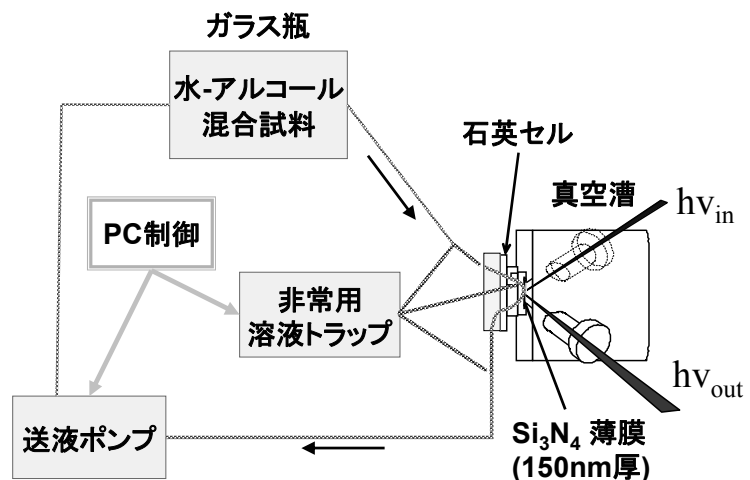 ガラス瓶
水-アルコール
混合試料
石英セル
真空漕
hνin
PC制御
非常用
溶液トラップ
hνout
送液ポンプ
Si3N4 薄膜
(150nm厚)